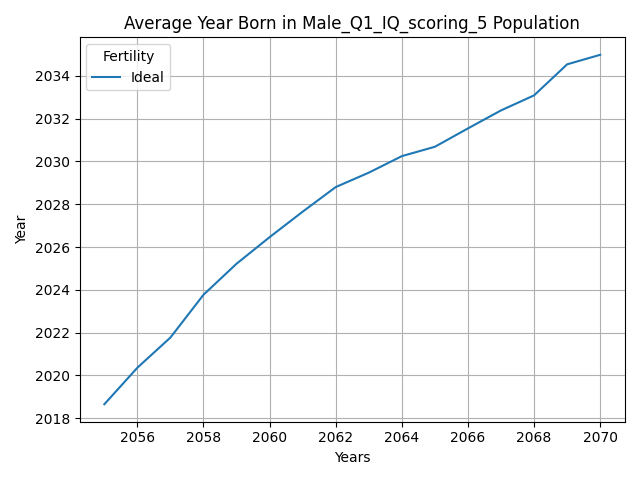 Average Year Born in Male_Q1_IQ_scoring_5 Population
Fertility
Ideal
2034
2032
2030
2028
2026
2024
2022
2020
2018
Year
2056 2058 2060 2062 2064 2066 2068 2070
Years